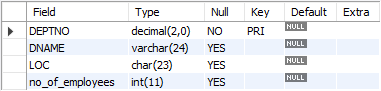 Field Type Null Key Default Extra
DEPTNO decimal(2,0) NO PRI NULL
DNAME varchar(24) YES NULL
LOC char(23) YES NULL
no_of_employees int(11) YES NULL